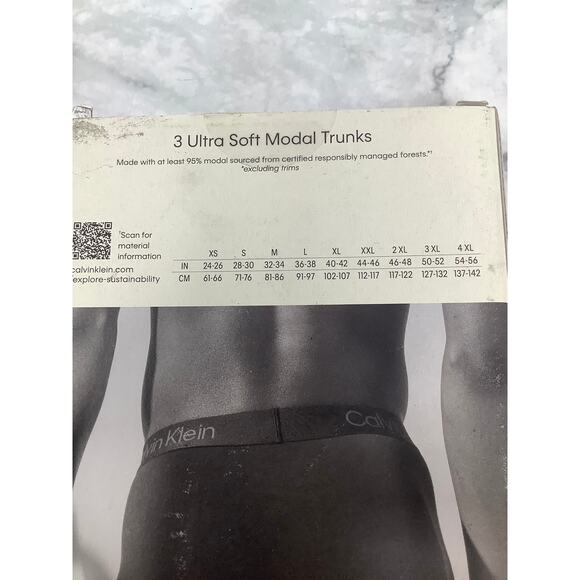 3 Ultra Soft Modal Trunks
Made with at least 95% modal sourced from certified responsibly managed forests.*†
*excluding trims
†Scan for
material
information
calvinklein.com
/explore-sustainability
XS S M L XL XXL 2 XL 3 XL 4 XL
IN 24-26 28-30 32-34 36-38 40-42 44-46 46-48 50-52 54-56
CM 61-66 71-76 81-86 91-97 102-107 112-117 117-122 127-132 137-142
vin Klein
Calv